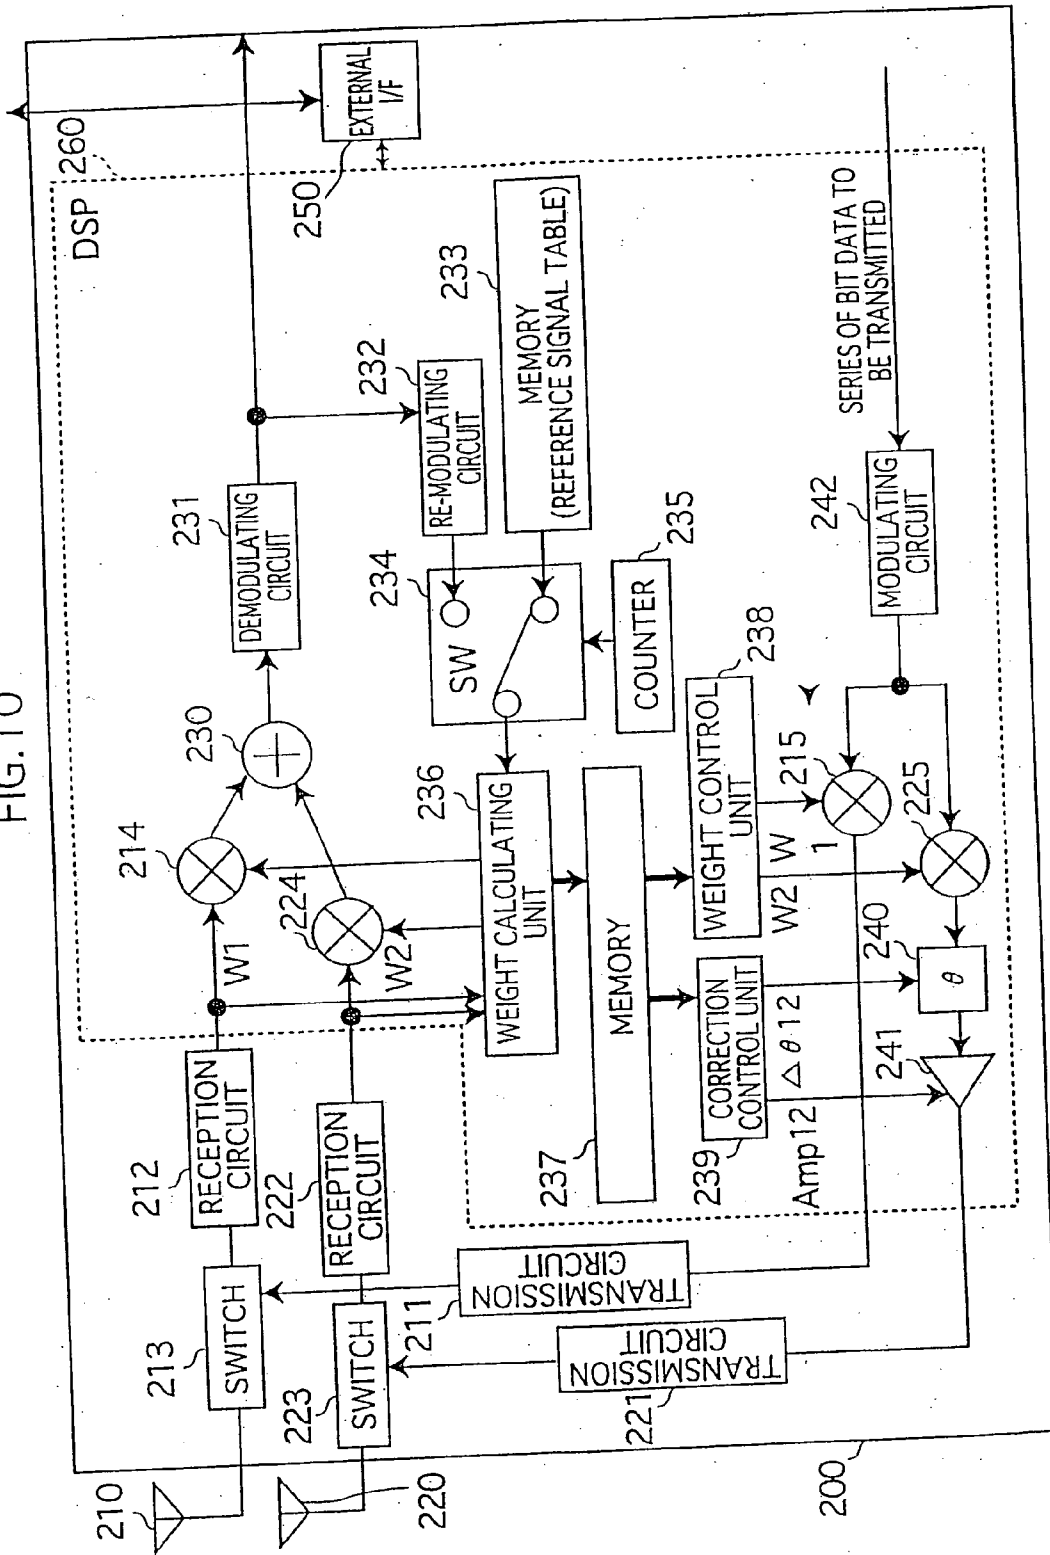 FIG.10
DSP
260
EXTERNAL
I/F
250
210
213
SWITCH
212
RECEPTION
CIRCUIT
W1
214
230
231
DEMODULATING
CIRCUIT
220
223
SWITCH
222
RECEPTION
CIRCUIT
W2
224
232
RE-MODULATING
CIRCUIT
233
MEMORY
(REFERENCE SIGNAL TABLE)
234
SW
235
COUNTER
236
WEIGHT CALCULATING
UNIT
237
MEMORY
238
WEIGHT CONTROL
UNIT
W
1
W2
239
CORRECTION
CONTROL UNIT
Δθ12
Amp12
215
225
240
θ
241
242
MODULATING
CIRCUIT
SERIES OF BIT DATA TO
BE TRANSMITTED
211
TRANSMISSION
CIRCUIT
221
TRANSMISSION
CIRCUIT
200